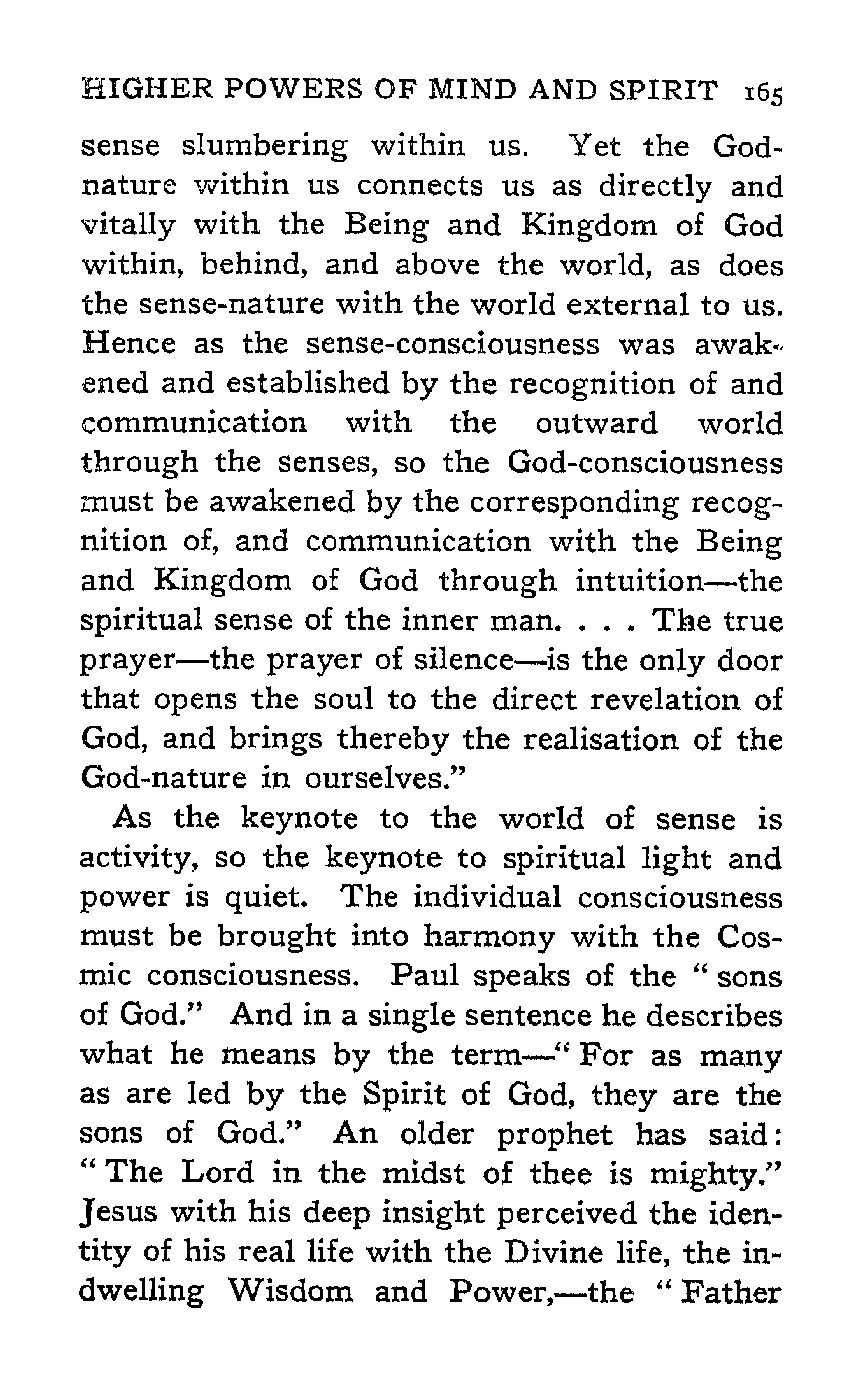 HIGHER POWERS OF MIND AND SPIRIT 165
sense slumbering within us. Yet the God-
nature within us connects us as directly and
vitally with the Being and Kingdom of God
within, behind, and above the world, as does
the sense-nature with the world external to us.
Hence as the sense-consciousness was awak-
ened and established by the recognition of and
communication with the outward world
through the senses, so the God-consciousness
must be awakened by the corresponding recog-
nition of, and communication with the Being
and Kingdom of God through intuition—the
spiritual sense of the inner man. . . . The true
prayer—the prayer of silence—is the only door
that opens the soul to the direct revelation of
God, and brings thereby the realisation of the
God-nature in ourselves.”
As the keynote to the world of sense is
activity, so the keynote to spiritual light and
power is quiet. The individual consciousness
must be brought into harmony with the Cos-
mic consciousness. Paul speaks of the “ sons
of God.” And in a single sentence he describes
what he means by the term—“ For as many
as are led by the Spirit of God, they are the
sons of God.” An older prophet has said:
“ The Lord in the midst of thee is mighty.”
Jesus with his deep insight perceived the iden-
tity of his real life with the Divine life, the in-
dwelling Wisdom and Power,—the “ Father